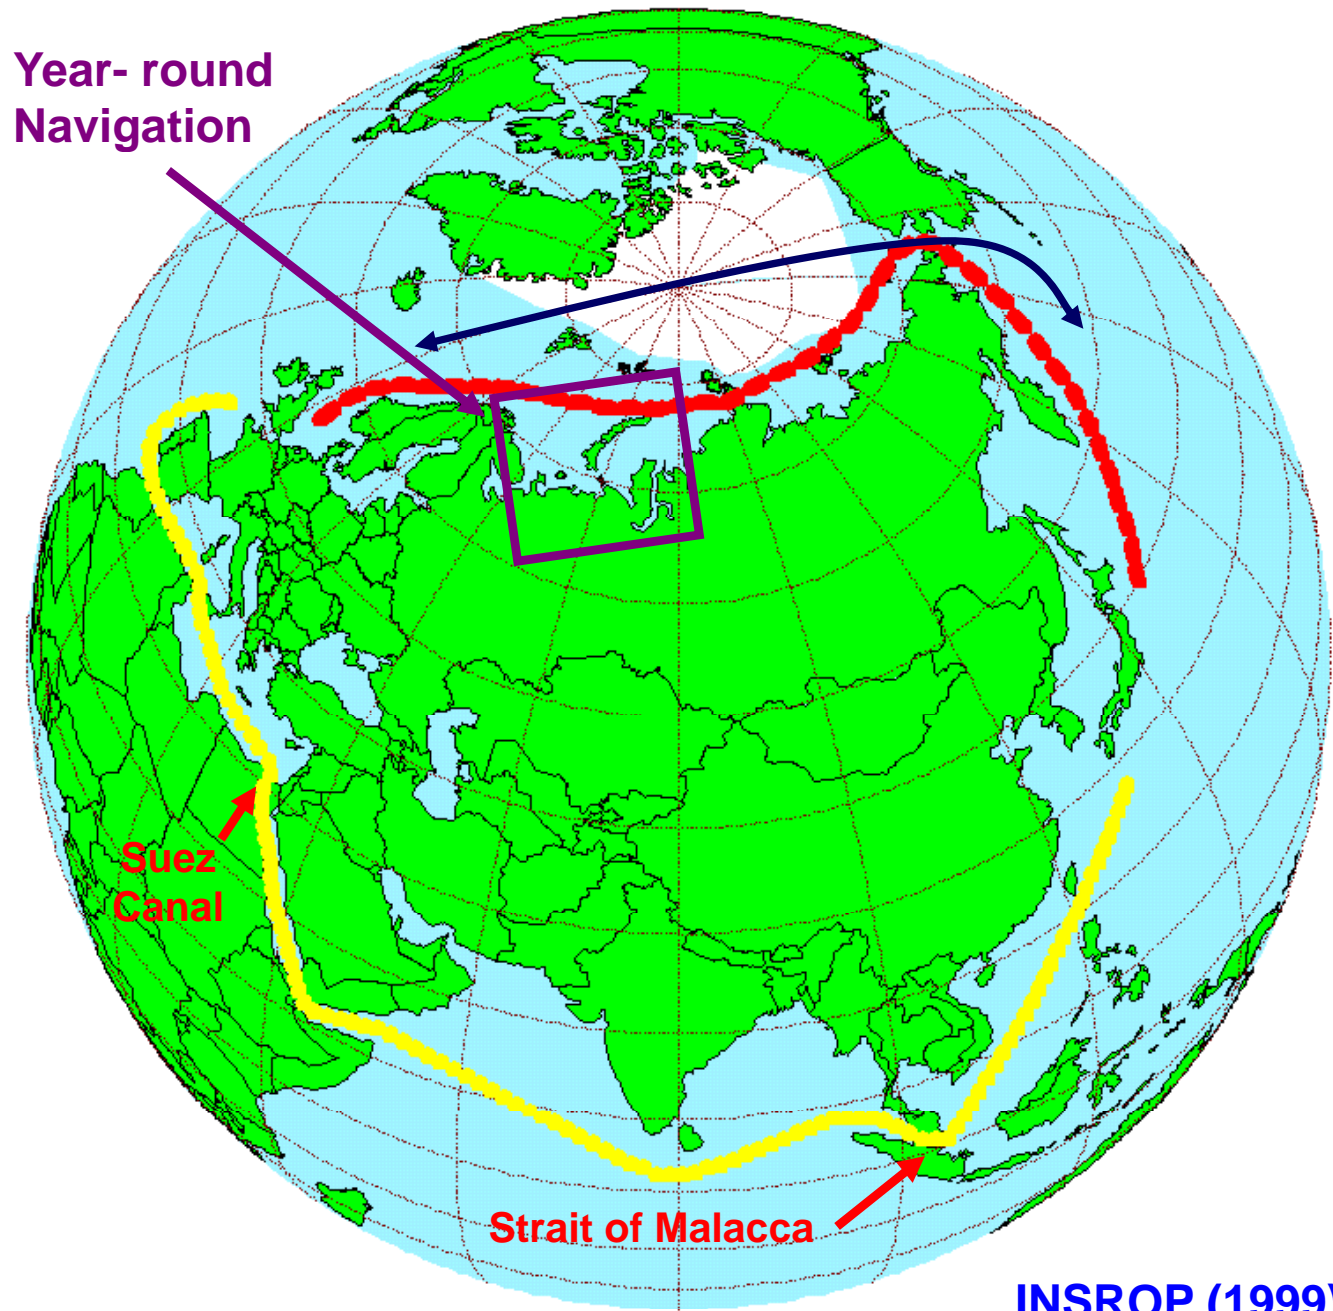 Year- round
Navigation
Suez
Canal
Strait of Malacca
INSROP (1999)